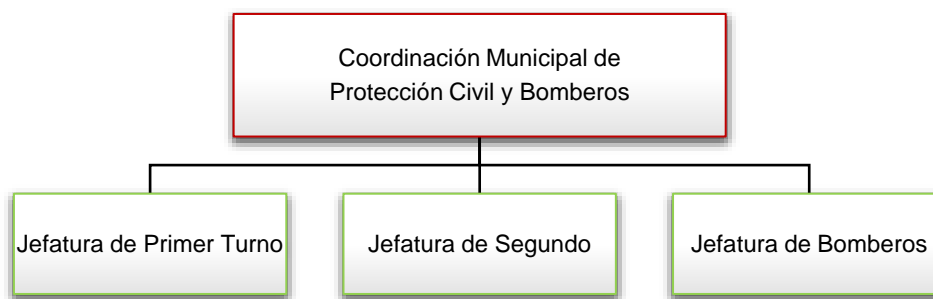 Coordinación Municipal de
Protección Civil y Bomberos
Jefatura de Primer Turno
Jefatura de Segundo
Jefatura de Bomberos